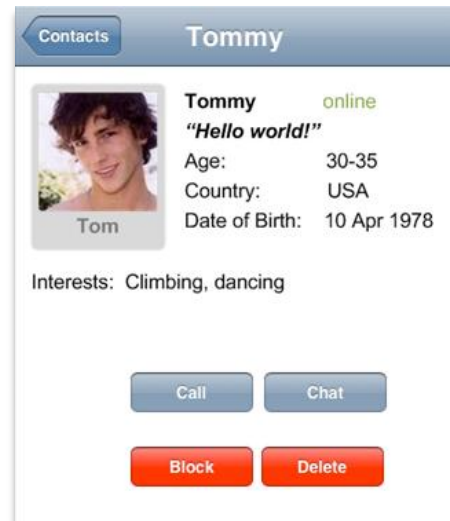 Contacts Tommy
Tommy online
“Hello world!”
Age: 30-35
Country: USA
Date of Birth: 10 Apr 1978
Tom
Interests: Climbing, dancing
Call Chat
Block Delete